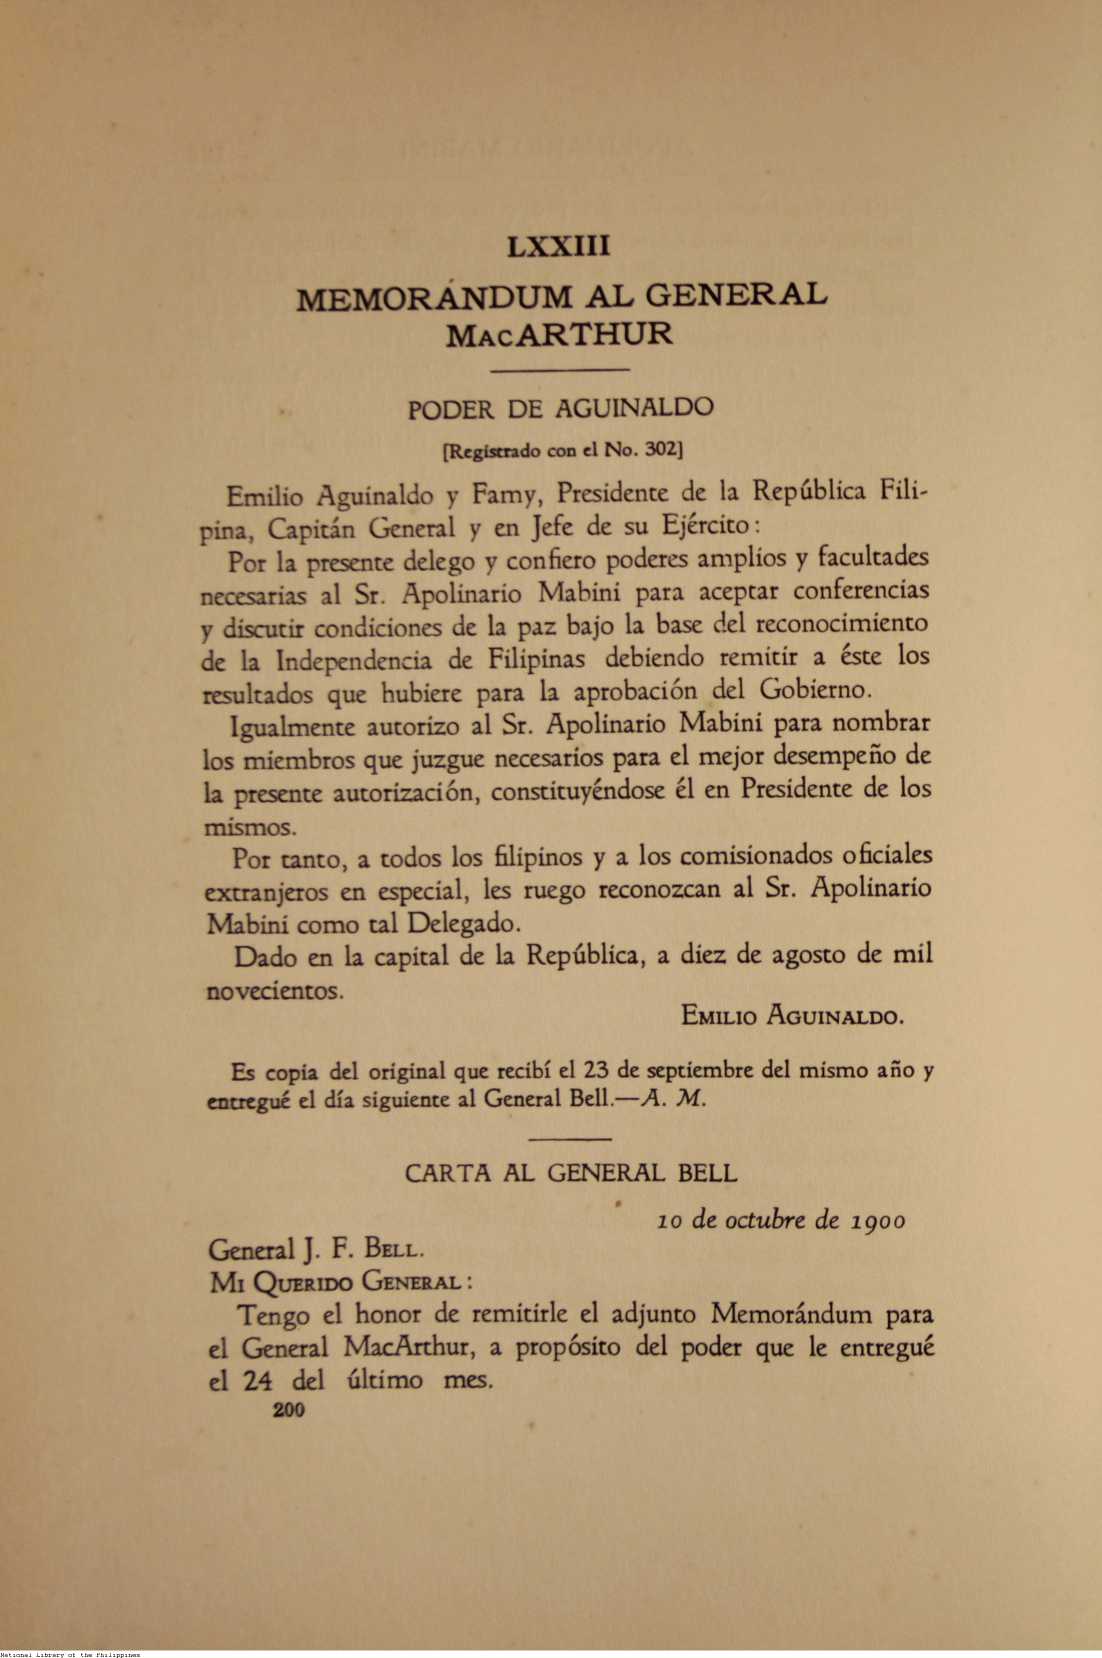 LXXIII
MEMORÁNDUM AL GENERAL
MacARTHUR
PODER DE AGUINALDO
[Registrado con el No. 302]
Emilio Aguinaldo y Famy, Presidente de la República Fili-
pina, Capitán General y en Jefe de su Ejército:
Por la presente delego y confiero poderes amplios y facultades
necesarias al Sr. Apolinario Mabini para aceptar conferencias
y discutir condiciones de la paz bajo la base del reconocimiento
de la Independencia de Filipinas debiendo remitir a éste los
resultados que hubiere para la aprobación del Gobierno.
Igualmente autorizo al Sr. Apolinario Mabini para nombrar
los miembros que juzgue necesarios para el mejor desempeño de
la presente autorización, constituyéndose él en Presidente de los
mismos.
Por tanto, a todos los filipinos y a los comisionados oficiales
extranjeros en especial, les ruego reconozcan al Sr. Apolinario
Mabini como tal Delegado.
Dado en la capital de la República, a diez de agosto de mil
novecientos.
Emilio Aguinaldo.
Es copia del original que recibí el 23 de septiembre del mismo año y
entregué el día siguiente al General Bell.—A. M.
CARTA AL GENERAL BELL
10 de octubre de 1900
General J. F. Bell.
Mi Querido General:
Tengo el honor de remitirle el adjunto Memorándum para
el General MacArthur, a propósito del poder que le entregué
el 24 del último mes.
200
National Library of the Philippines